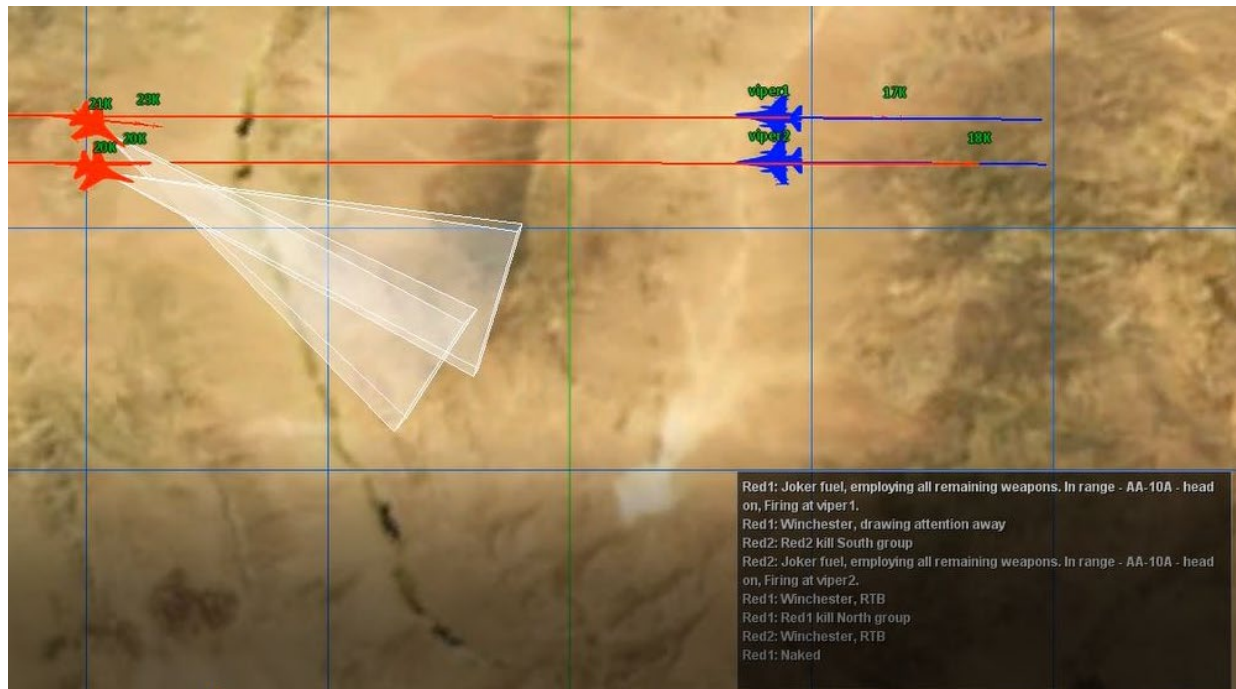 21K 23K
20K 20K
viper1 17K
viper2 18K
Red1: Joker fuel, employing all remaining weapons. In range - AA-10A - head
on, Firing at viper1.
Red1: Winchester, drawing attention away
Red2: Red2 kill South group
Red2: Joker fuel, employing all remaining weapons. In range - AA-10A - head
on, Firing at viper2.
Red1: Winchester, RTB
Red1: Red1 kill North group
Red2: Winchester, RTB
Red1: Naked